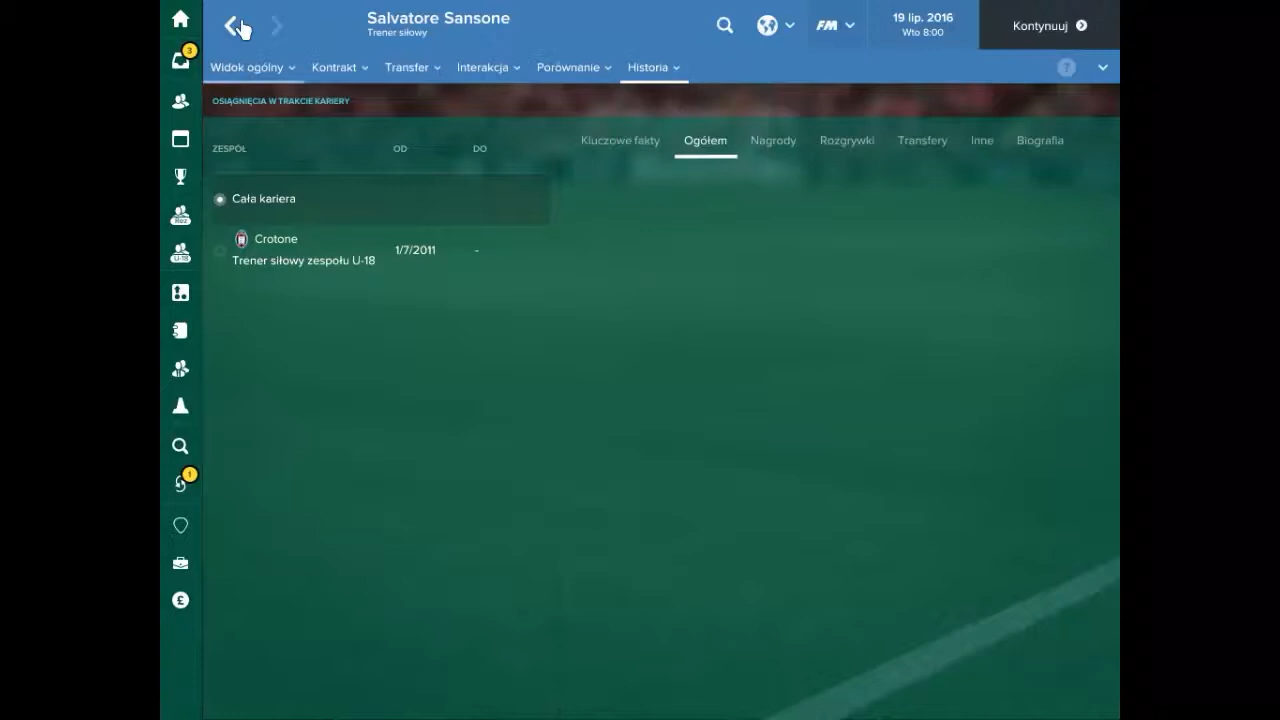 Salvatore Sansone
Trener siłowy
FM
19 lip. 2016
Wto 8:00
Kontynuuj
3
Widok ogólny
Kontrakt
Transfer
Interakcja
Porównanie
Historia
?
OSIĄGNIĘCIA W TRAKCIE KARIERY
Kluczowe fakty
Ogółem
Nagrody
Rozgrywki
Transfery
Inne
Biografia
ZESPÓŁ
OD
DO
Cała kariera
Rez
Crotone
Trener siłowy zespołu U-18
1/7/2011
-
U-18
1
£